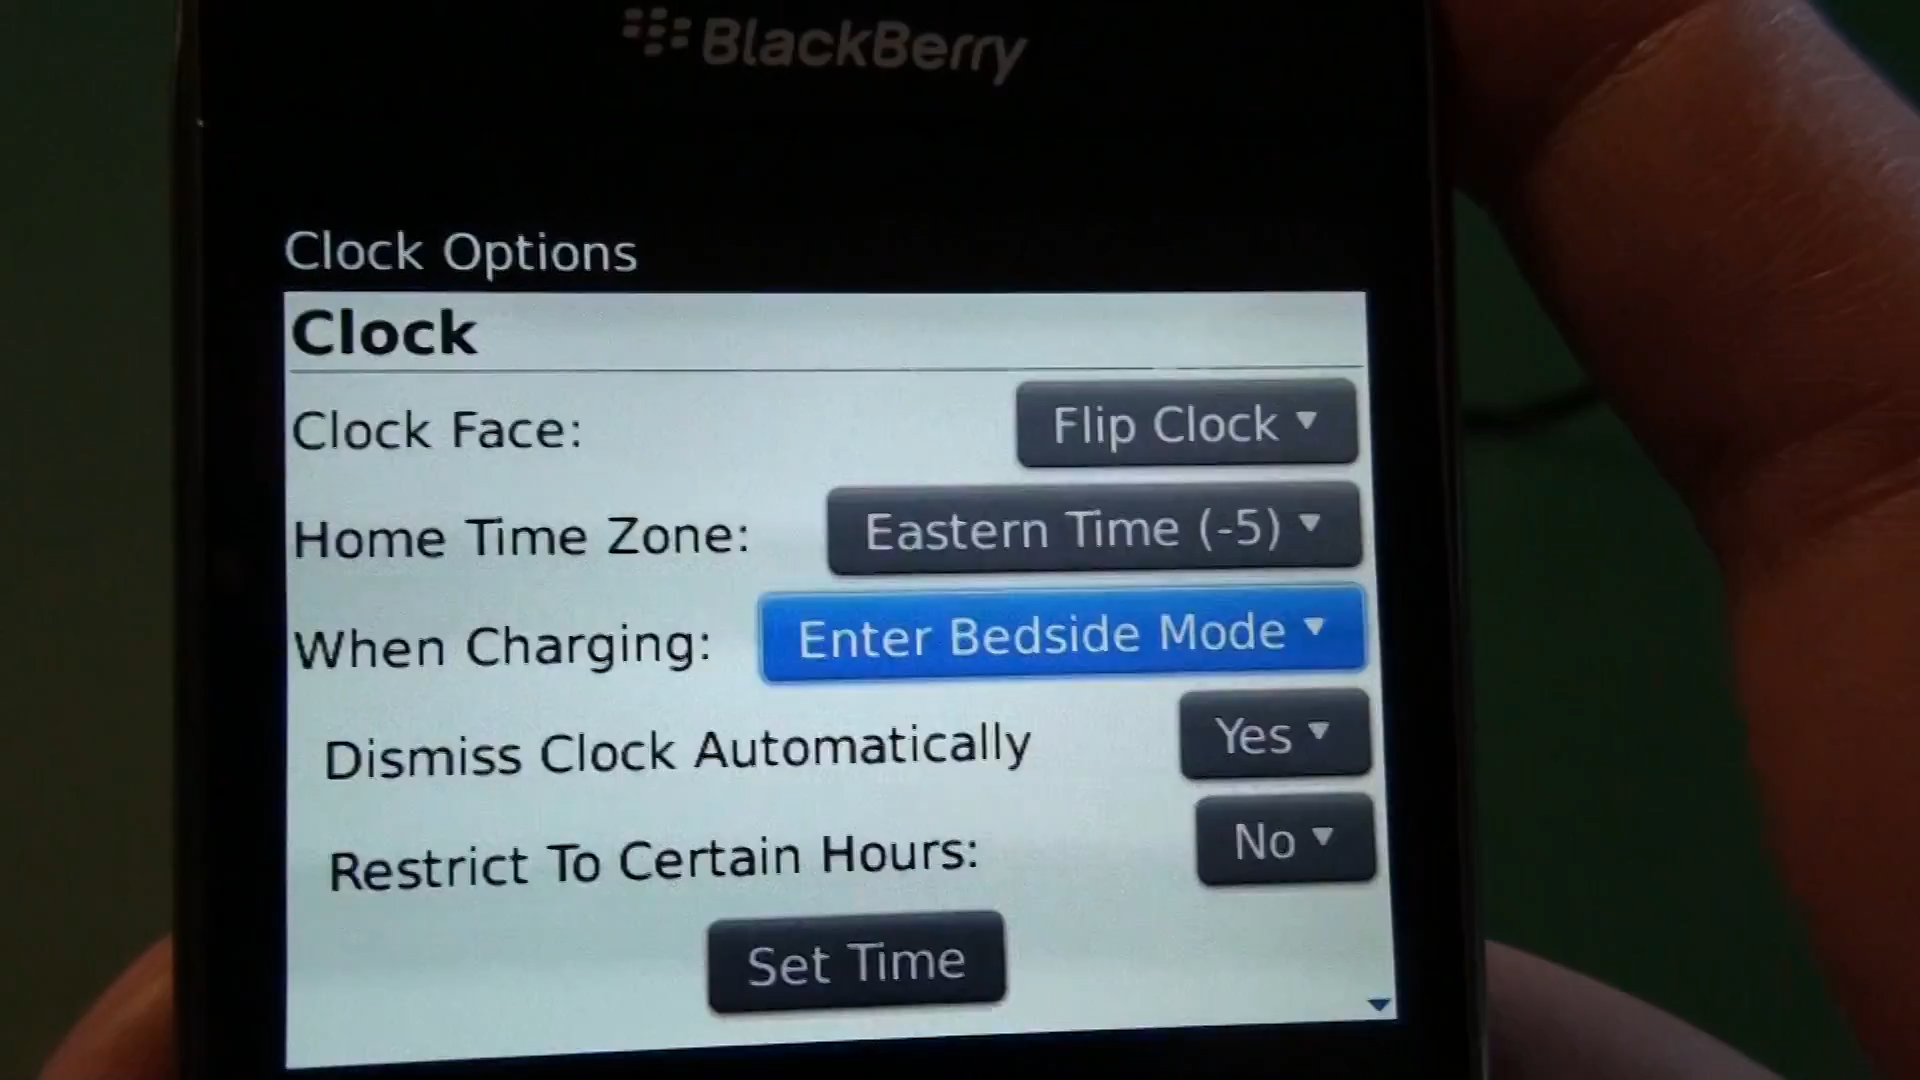 BlackBerry
Clock Options
Clock
Clock Face: Flip Clock
Home Time Zone: Eastern Time (-5)
When Charging: Enter Bedside Mode
Dismiss Clock Automatically Yes
Restrict To Certain Hours: No
Set Time